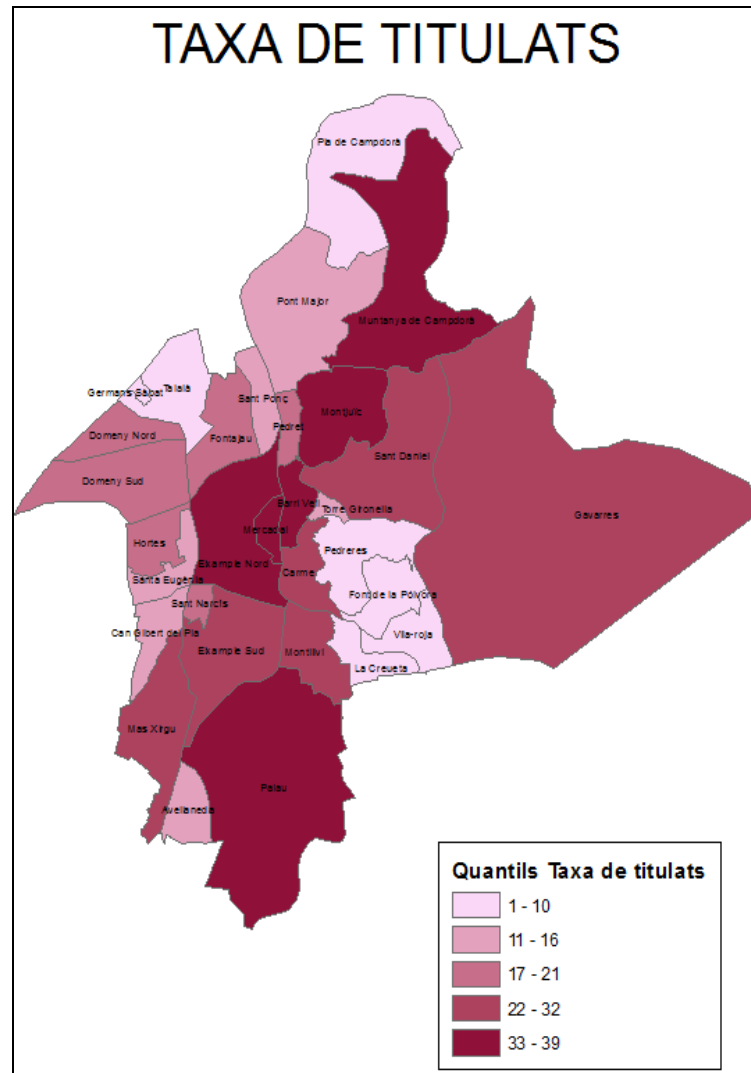 TAXA DE TITULATS
Pla de Campdorà
Pont Major
Muntanya de Campdorà
Taialà
Germans Sàbat
Sant Ponç
Montjuïc
Domeny Nord
Fontajau
Pedret
Sant Daniel
Domeny Sud
Barri Vell
Torre Gironella
Gavarres
Mercadal
Hortes
Pedreres
Eixample Nord
Carme
Santa Eugènia
Font de la Pólvora
Sant Narcís
Can Gibert del Pla
Vila-roja
Eixample Sud
Montilivi
La Creueta
Mas Xirgu
Palau
Avellaneda
Quantils Taxa de titulats
1 - 10
11 - 16
17 - 21
22 - 32
33 - 39